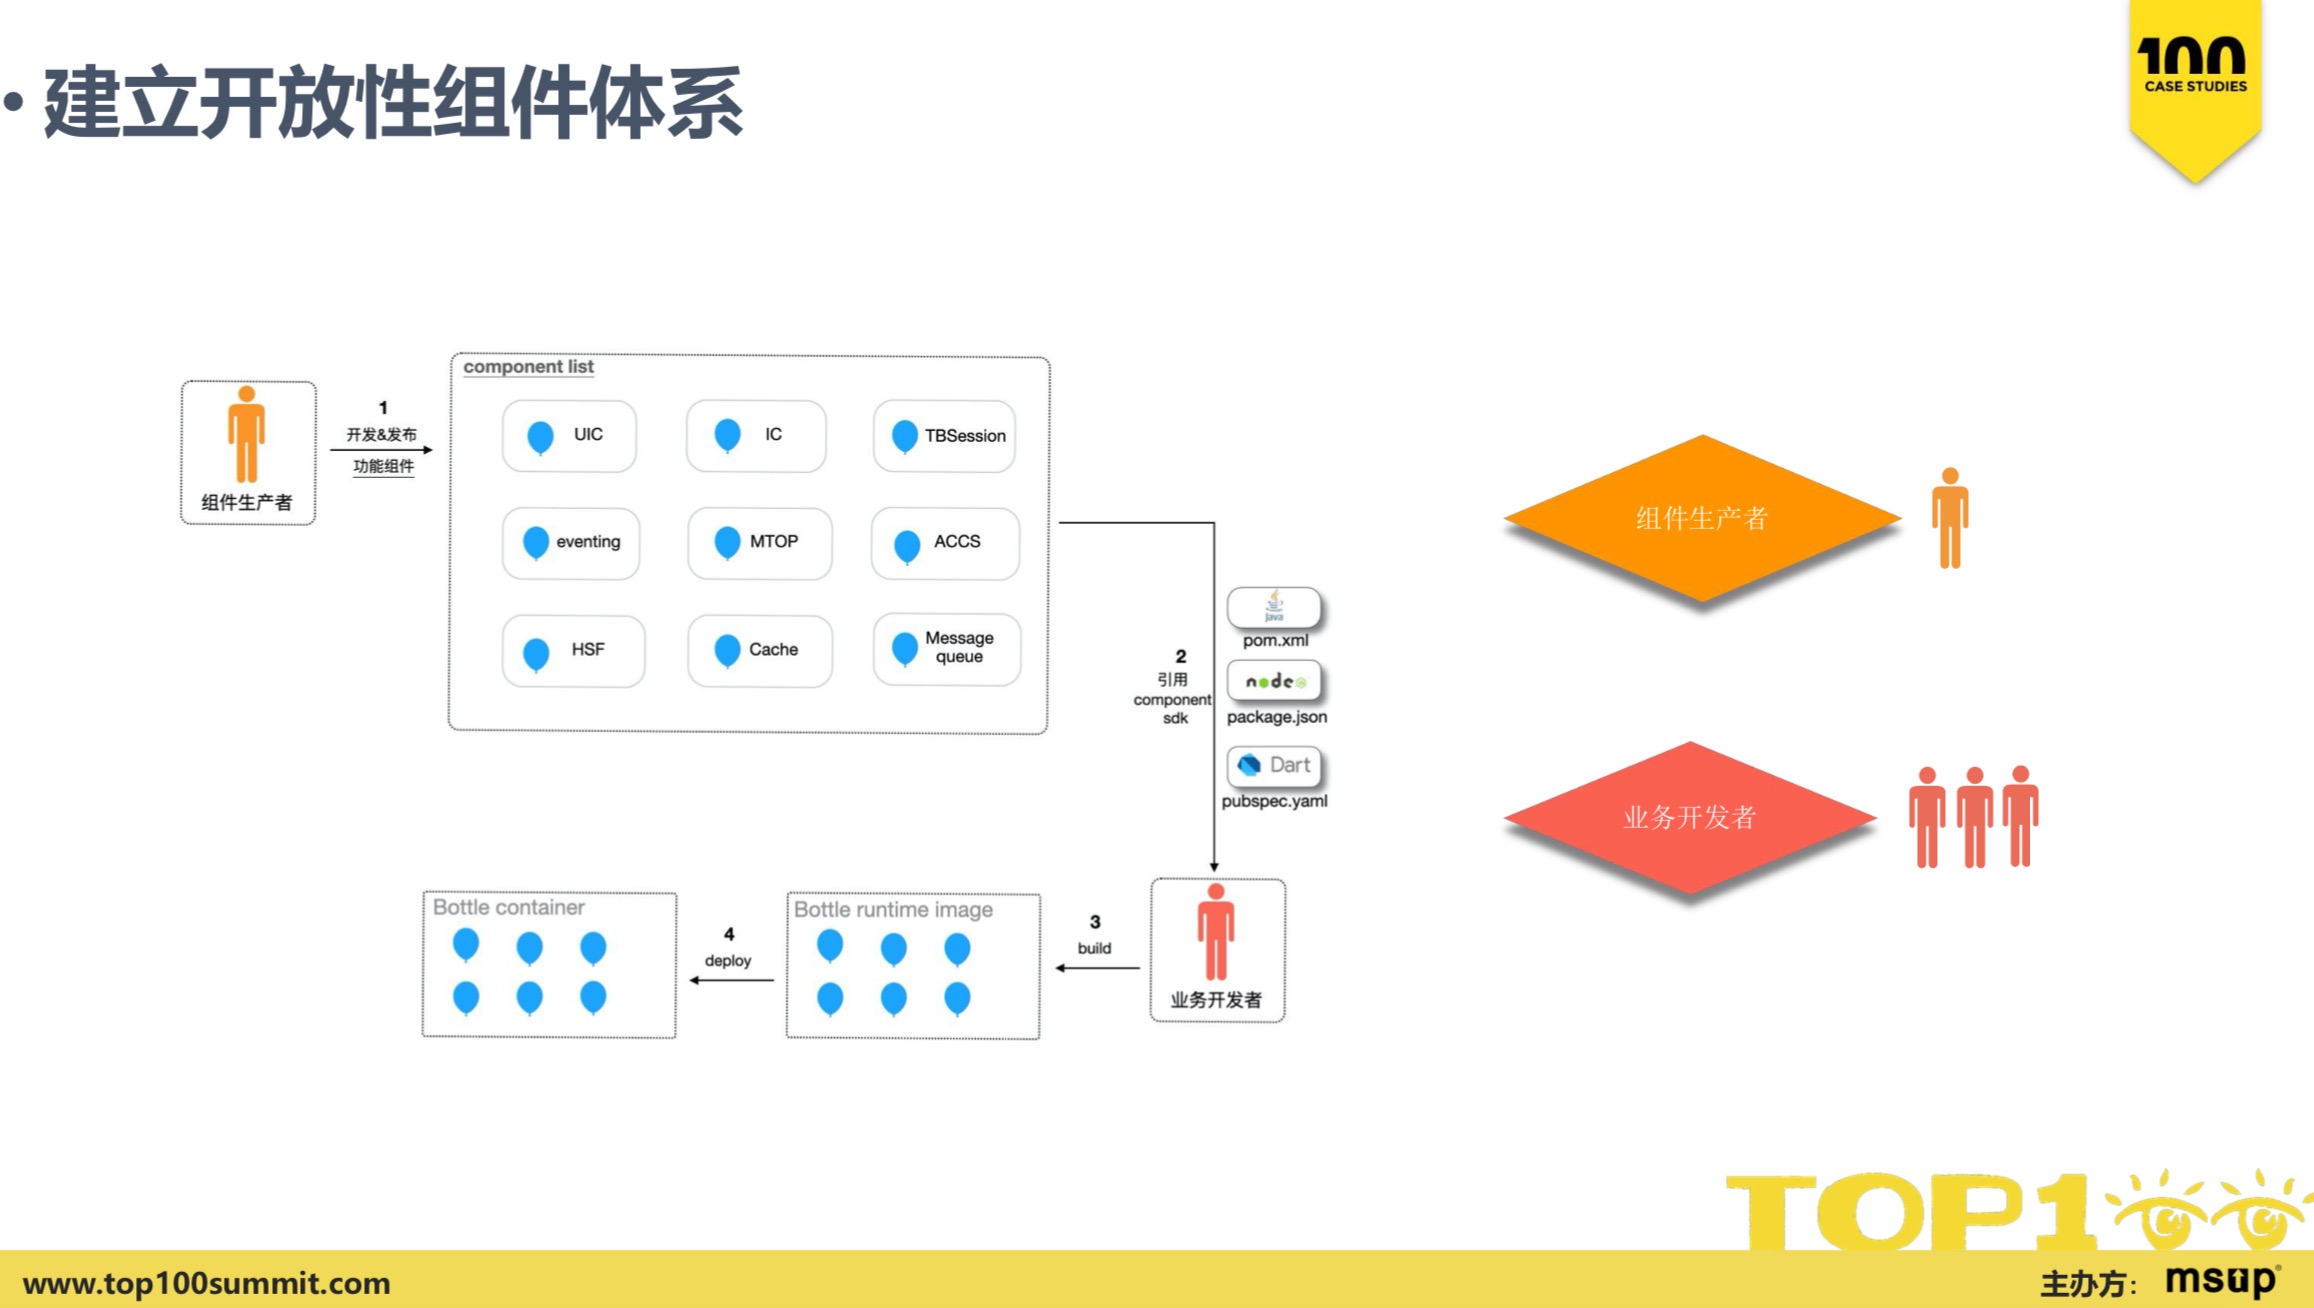 • 建立开放性组件体系
100
CASE STUDIES
component list
UIC
IC
TBSession
eventing
MTOP
ACCS
HSF
Cache
Message
queue
组件生产者
1
开发&发布
功能组件
2
引用
component
sdk
Java
pom.xml
node
package.json
Dart
pubspec.yaml
业务开发者
3
build
Bottle runtime image
4
deploy
Bottle container
组件生产者
业务开发者
TOP100
www.top100summit.com
主办方：
msup